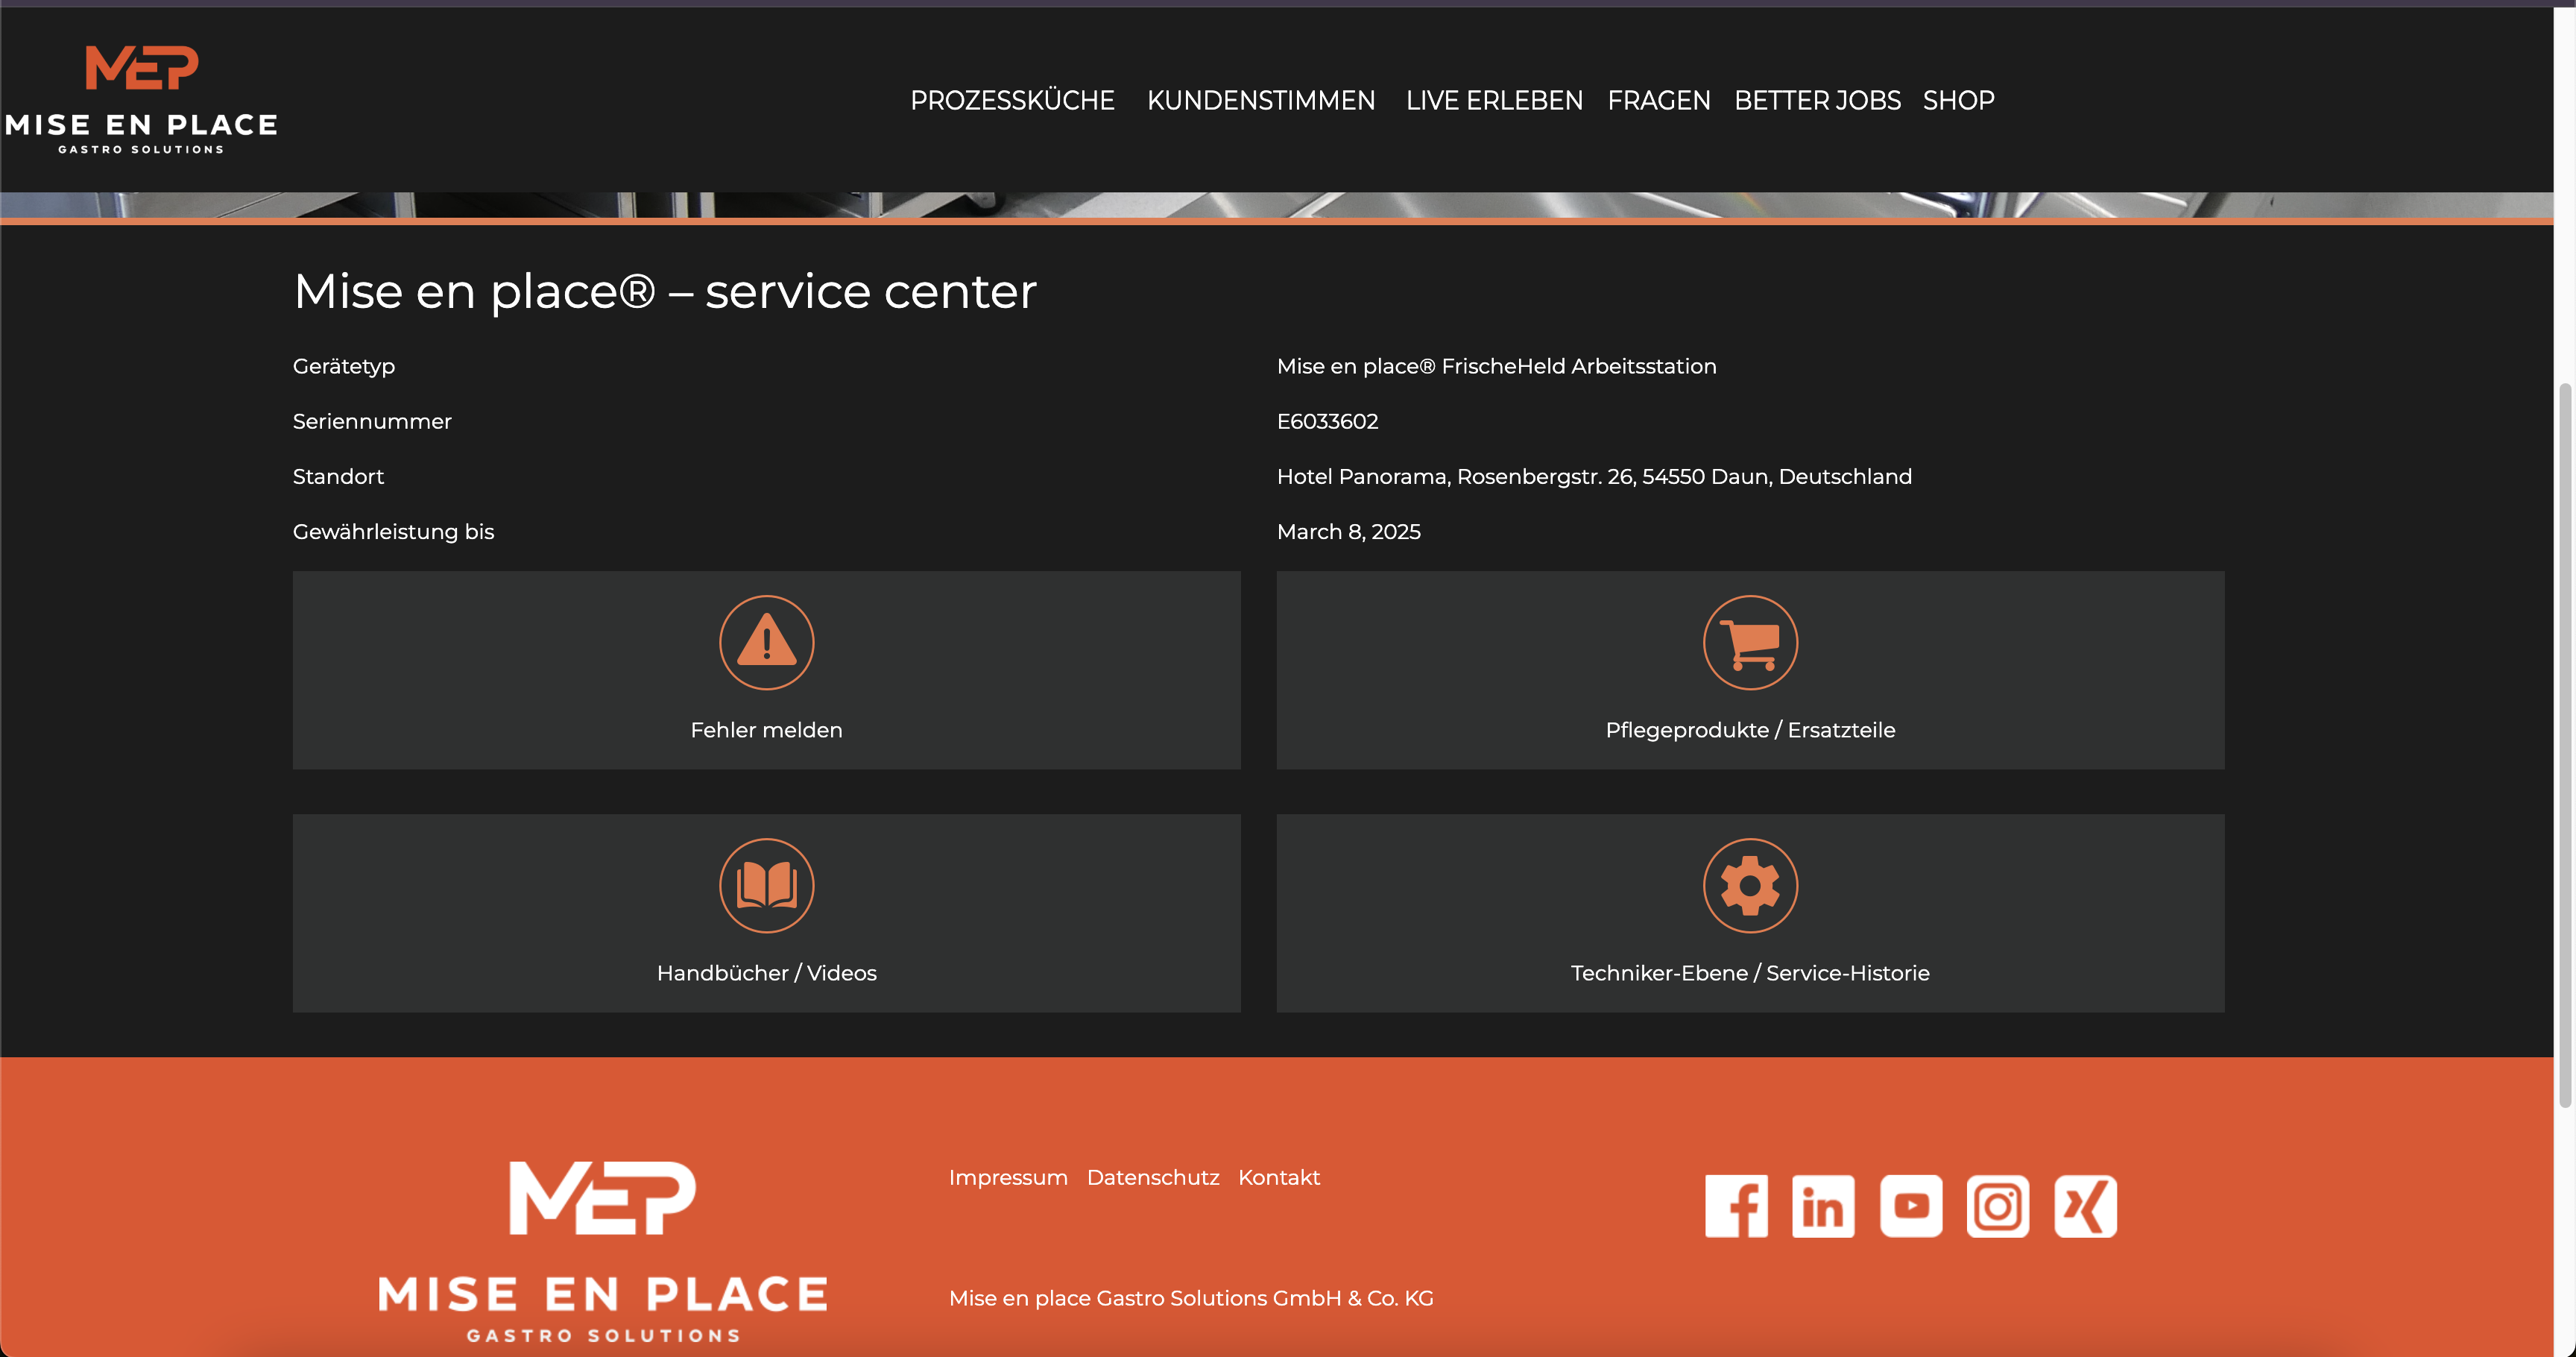 MEP
MISE EN PLACE
GASTRO SOLUTIONS
PROZESSKÜCHE KUNDENSTIMMEN LIVE ERLEBEN FRAGEN BETTER JOBS SHOP
Mise en place® – service center
Gerätetyp Mise en place® FrischeHeld Arbeitsstation
Seriennummer E6033602
Standort Hotel Panorama, Rosenbergstr. 26, 54550 Daun, Deutschland
Gewährleistung bis March 8, 2025
Fehler melden Pflegeprodukte / Ersatzteile
Handbücher / Videos Techniker-Ebene / Service-Historie
MEP
MISE EN PLACE
GASTRO SOLUTIONS
Impressum Datenschutz Kontakt
Mise en place Gastro Solutions GmbH & Co. KG
f in